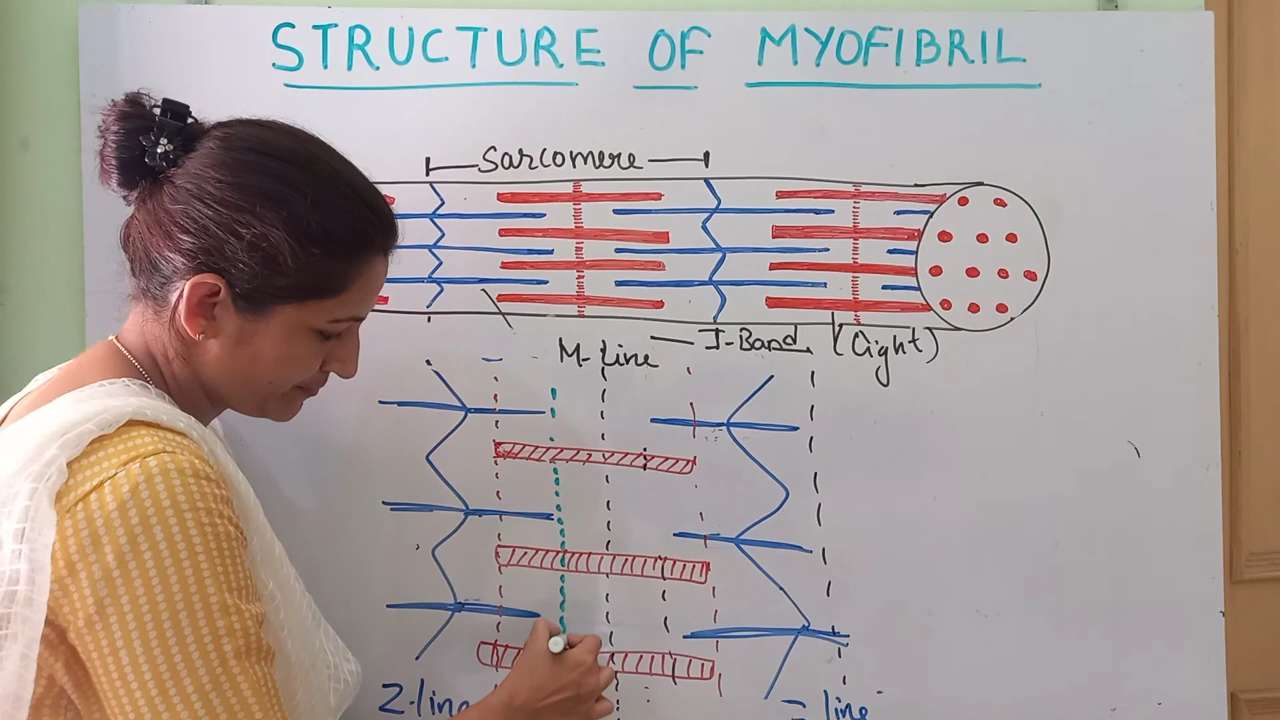 STRUCTURE OF MYOFIBRIL
Sarcomere
M-line
I-Band (Light)
Z-line
line